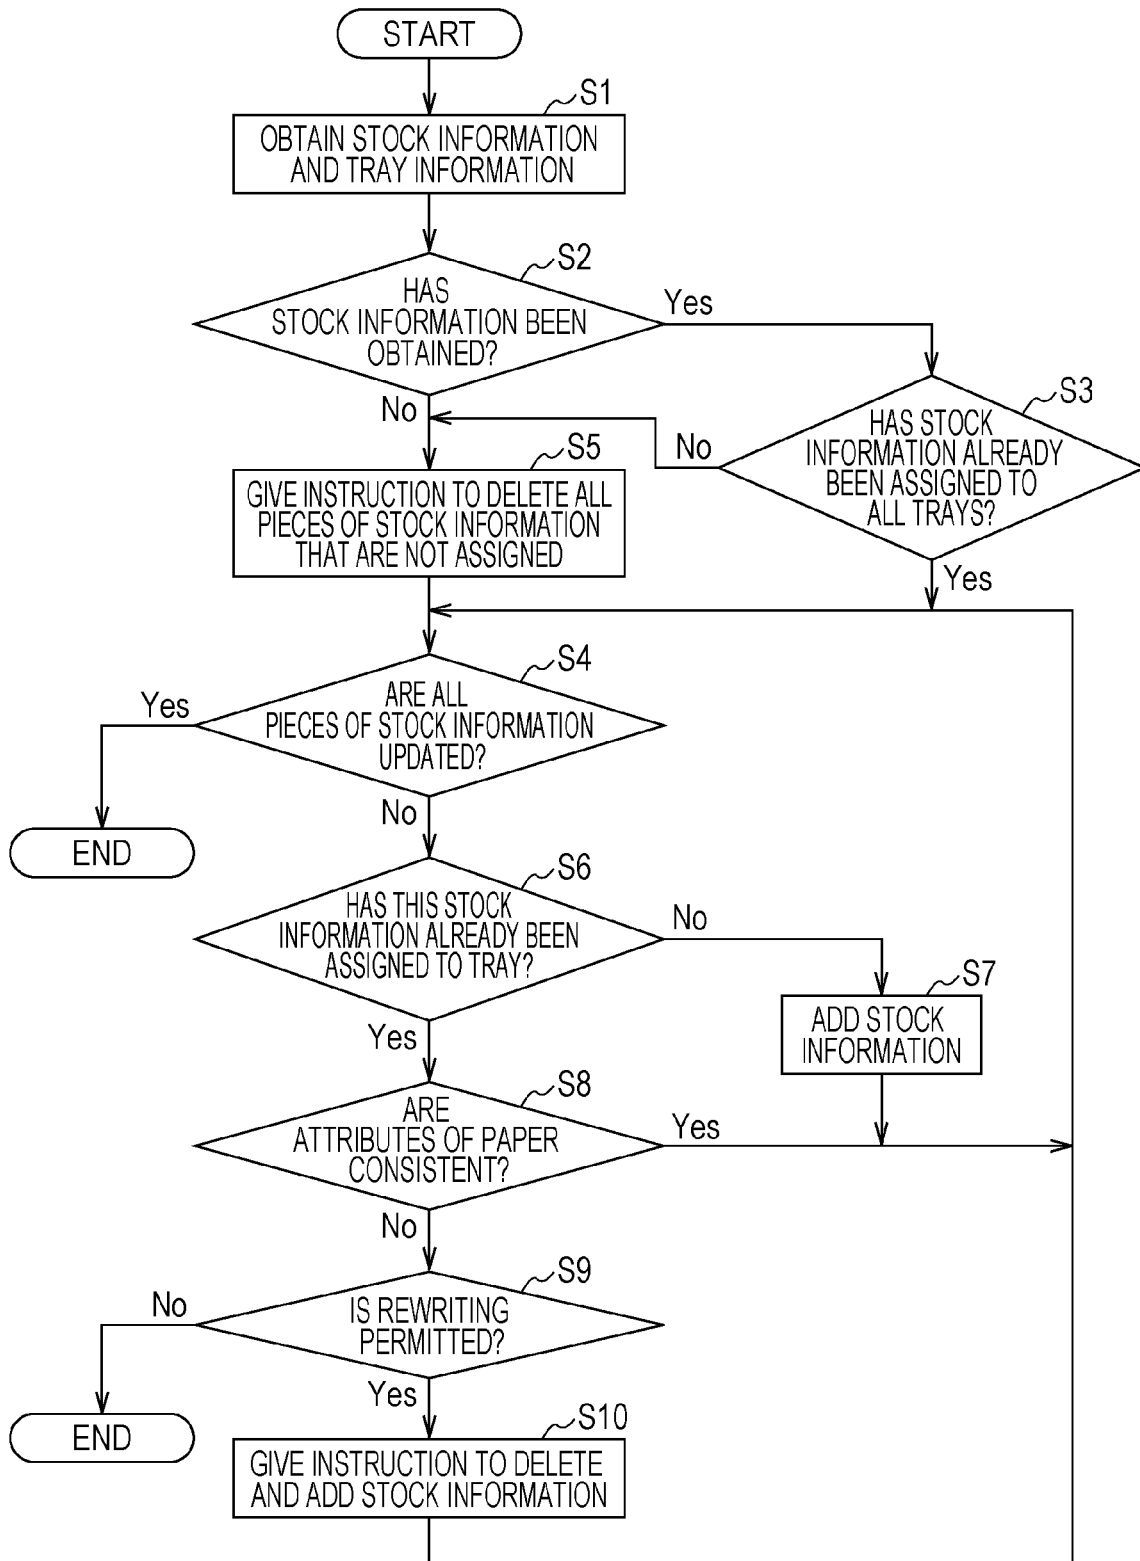 START
S1
OBTAIN STOCK INFORMATION
AND TRAY INFORMATION
S2
HAS
STOCK INFORMATION BEEN
OBTAINED?
Yes
No
S3
HAS STOCK
INFORMATION ALREADY
BEEN ASSIGNED TO
ALL TRAYS?
No
Yes
S5
GIVE INSTRUCTION TO DELETE ALL
PIECES OF STOCK INFORMATION
THAT ARE NOT ASSIGNED
S4
ARE ALL
PIECES OF STOCK INFORMATION
UPDATED?
Yes
No
END
S6
HAS THIS STOCK
INFORMATION ALREADY BEEN
ASSIGNED TO TRAY?
No
Yes
S7
ADD STOCK
INFORMATION
S8
ARE
ATTRIBUTES OF PAPER
CONSISTENT?
Yes
No
S9
IS REWRITING
PERMITTED?
No
Yes
END
S10
GIVE INSTRUCTION TO DELETE
AND ADD STOCK INFORMATION